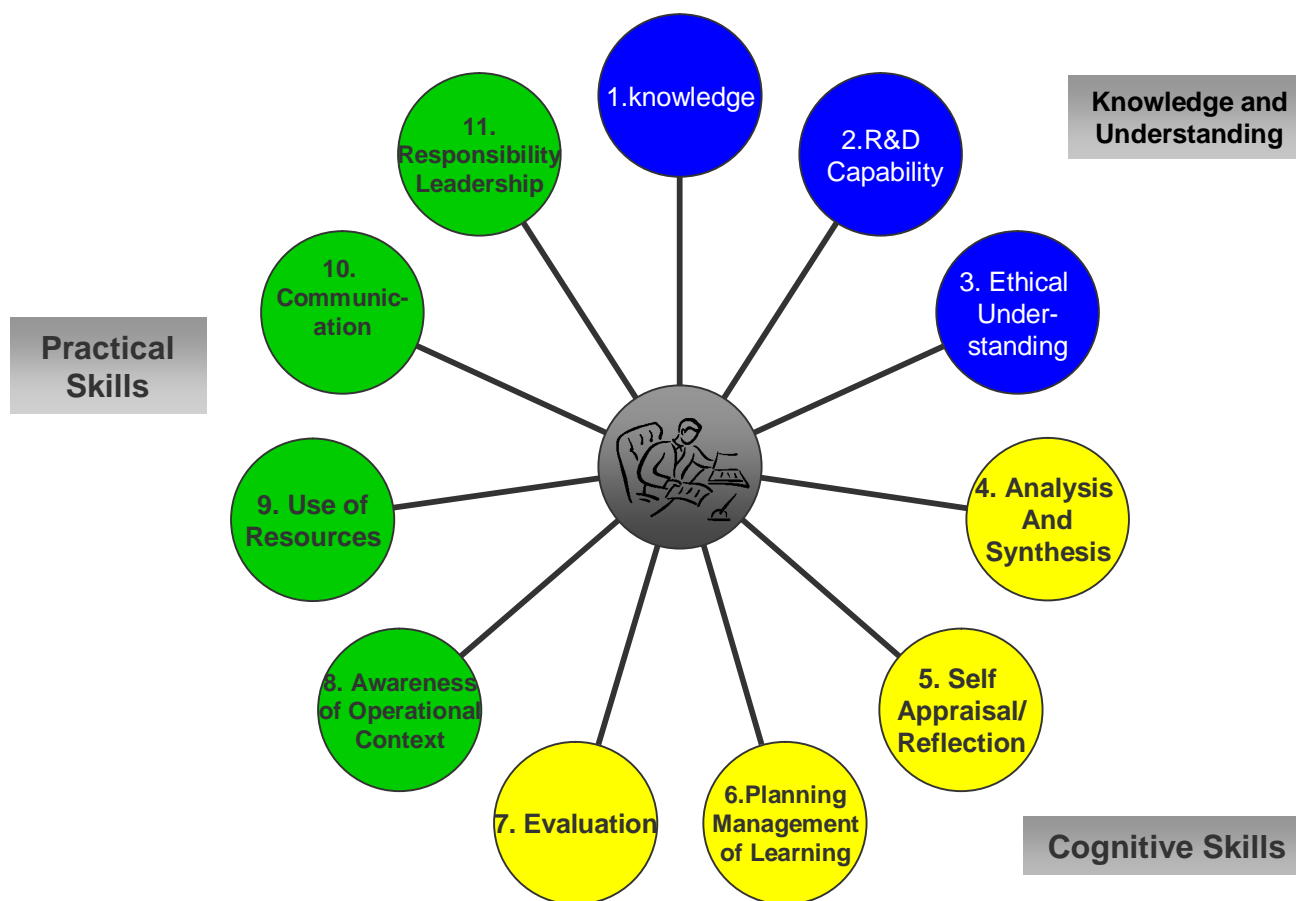 1.knowledge
2.R&D
Capability
3. Ethical
Under-
standing
4. Analysis
And
Synthesis
5. Self
Appraisal/
Reflection
6.Planning
Management
of Learning
7. Evaluation
8. Awareness
of Operational
Context
9. Use of
Resources
10.
Communic-
ation
11.
Responsibility
Leadership
Knowledge and
Understanding
Practical
Skills
Cognitive Skills